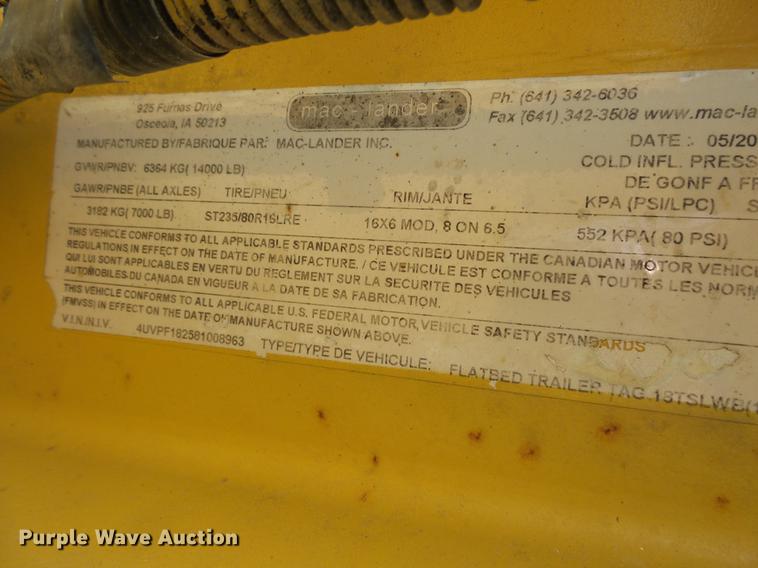 925 Furnas Drive
Osceola, IA 50213
mac-lander
Ph. (641) 342-6036
Fax (641) 342-3508 www.mac-la
MANUFACTURED BY/FABRIQUE PAR: MAC-LANDER INC.
DATE: 05/20
GVWR/PNBV: 6364 KG(14000 LB)
COLD INFL. PRESS
DE GONF A FR
GAWR/PNBE (ALL AXLES) TIRE/PNEU RIM/JANTE KPA (PSI/LPC) S
3182 KG(7000 LB) ST235/80R16LRE 16X6 MOD, 8 ON 6.5 552 KPA( 80 PSI)
THIS VEHICLE CONFORMS TO ALL APPLICABLE STANDARDS PRESCRIBED UNDER THE CANADIAN MOTOR VEHIC
REGULATIONS IN EFFECT ON THE DATE OF MANUFACTURE. / CE VEHICULE EST CONFORME A TOUTES LES NORM
QUI LUI SONT APPLICABLES EN VERTU DU REGLEMENT SUR LA SECURITE DES VÉHICULES
AUTOMOBILES DU CANADA EN VIGUEUR A LA DATE DE SA FABRICATION.
THIS VEHICLE CONFORMS TO ALL APPLICABLE U.S. FEDERAL MOTOR VEHICLE SAFETY STANDARDS
(FMVSS) IN EFFECT ON THE DATE OF MANUFACTURE SHOWN ABOVE.
V.I.N./N.I.V. 4UVPF182581008963 TYPE/TYPE DE VEHICULE: FLATBED TRAILER TAG 18TSLWB(1
Purple Wave Auction